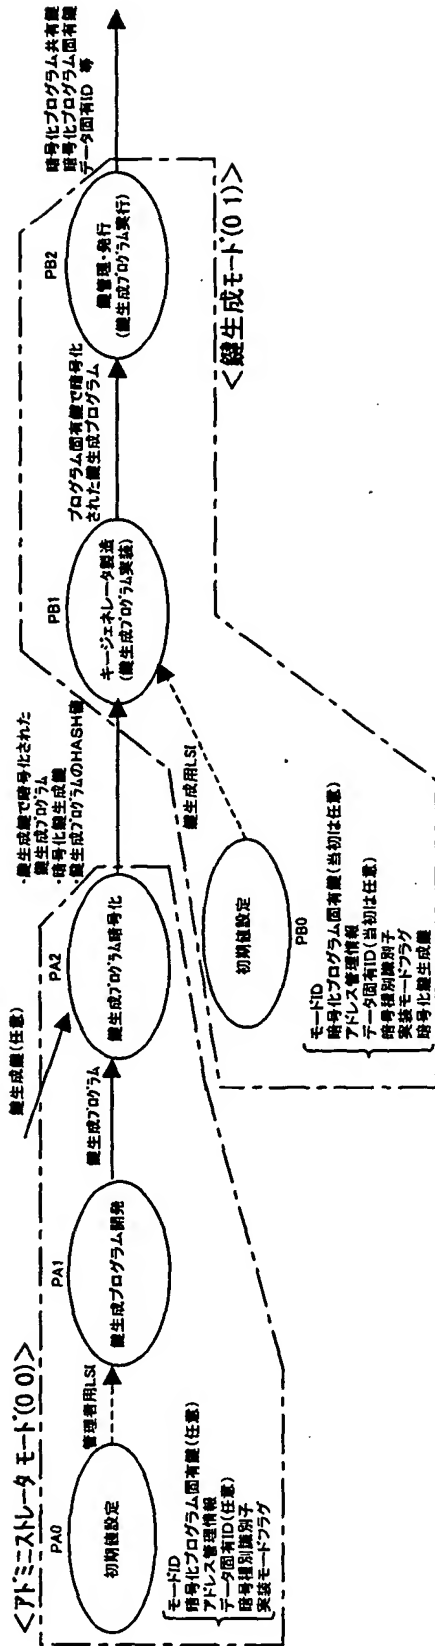 <アドミニストレータ モード(00)>
PA0
初期値設定
モードID
暗号化プログラム固有鍵(任意)
アドレス管理情報
データ固有ID(任意)
暗号種別識別子
実装モードフラグ
管理者用LSI
PA1
鍵生成プログラム開発
鍵生成プログラム
鍵生成鍵(任意)
PA2
鍵生成プログラム暗号化
・鍵生成鍵で暗号化された
鍵生成プログラム
・暗号化鍵生成鍵
・鍵生成プログラムのHASH値
PB0
初期値設定
モードID
暗号化プログラム固有鍵(当初は任意)
アドレス管理情報
データ固有ID(当初は任意)
暗号種別識別子
実装モードフラグ
暗号化鍵生成鍵
鍵生成用LSI
PB1
キージェネレータ製造
(鍵生成プログラム実装)
プログラム固有鍵で暗号化
された鍵生成プログラム
PB2
鍵管理・発行
(鍵生成プログラム実行)
暗号化プログラム共有鍵
暗号化プログラム固有鍵
データ固有ID 等
<鍵生成モード(01)>